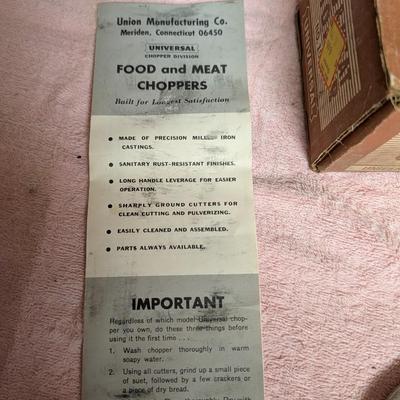 Union Manufacturing Co.
Meriden, Connecticut 06450
UNIVERSAL
CHOPPER DIVISION
FOOD and MEAT
CHOPPERS
Built for Longest Satisfaction
● MADE OF PRECISION MILL IRON
CASTINGS.
● SANITARY RUST-RESISTANT FINISHES.
● LONG HANDLE LEVERAGE FOR EASIER
OPERATION.
● SHARPLY GROUND CUTTERS FOR
CLEAN CUTTING AND PULVERIZING.
● EASILY CLEANED AND ASSEMBLED.
● PARTS ALWAYS AVAILABLE.
IMPORTANT
Regardless of which model Universal chop-
per you own, do these three things before
using it the first time . . .
1. Wash chopper thoroughly in warm
soapy water.
2. Using all cutters, grind up a small piece
of suet, followed by a few crackers or
a piece of dry bread.
thoroughly